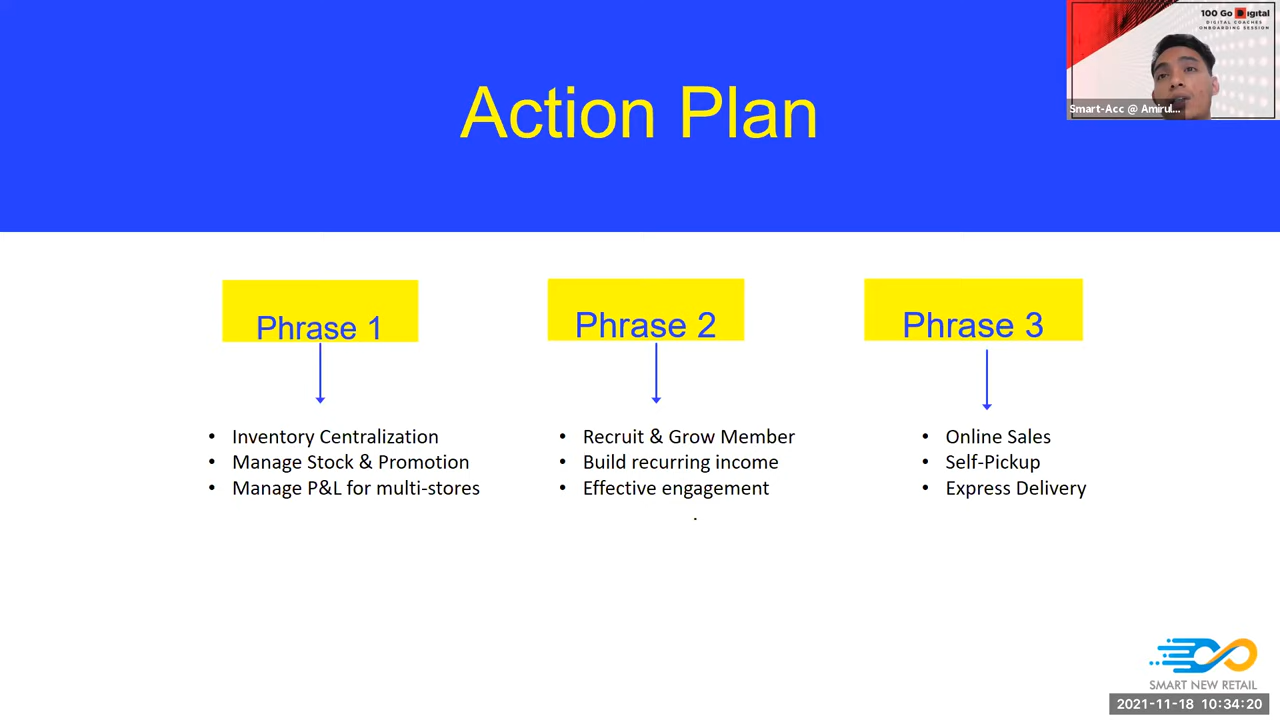 100 Go Digital
DIGITAL COACHES
ONBOARDING SESSION
Smart-Acc @ Amirul...
Action Plan
Phrase 1
Phrase 2
Phrase 3
• Inventory Centralization
• Manage Stock & Promotion
• Manage P&L for multi-stores
• Recruit & Grow Member
• Build recurring income
• Effective engagement
.
• Online Sales
• Self-Pickup
• Express Delivery
SMART NEW RETAIL
2021-11-18 10:34:20